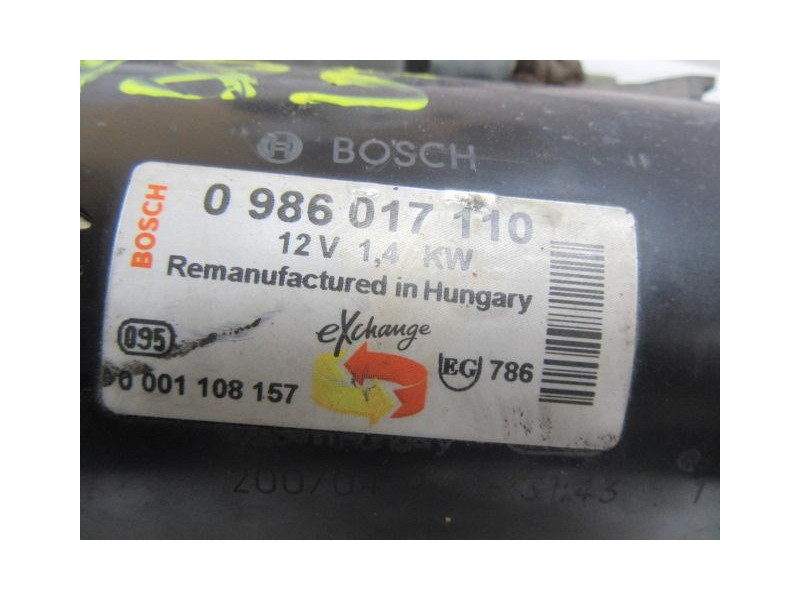 BOSCH
BOSCH
0 986 017 110
12 V 1,4 KW
Remanufactured in Hungary
eXchange
095
EG 786
0 001 108 157